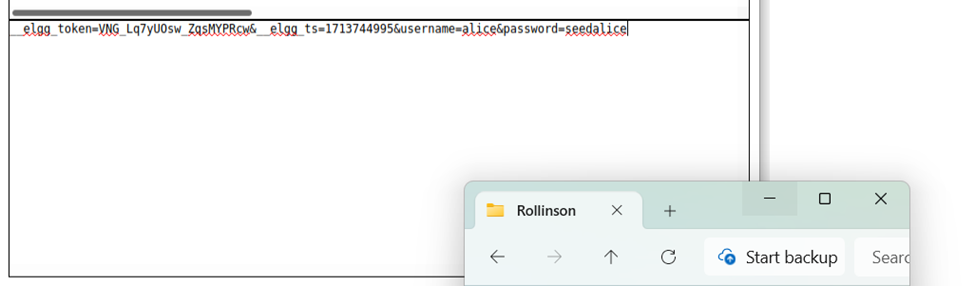 __elgg_token=VNG_Lq7yUOsw_ZqsMYPRcw&__elgg_ts=1713744995&username=alice&password=seedalice
Rollinson
Start backup
Searc